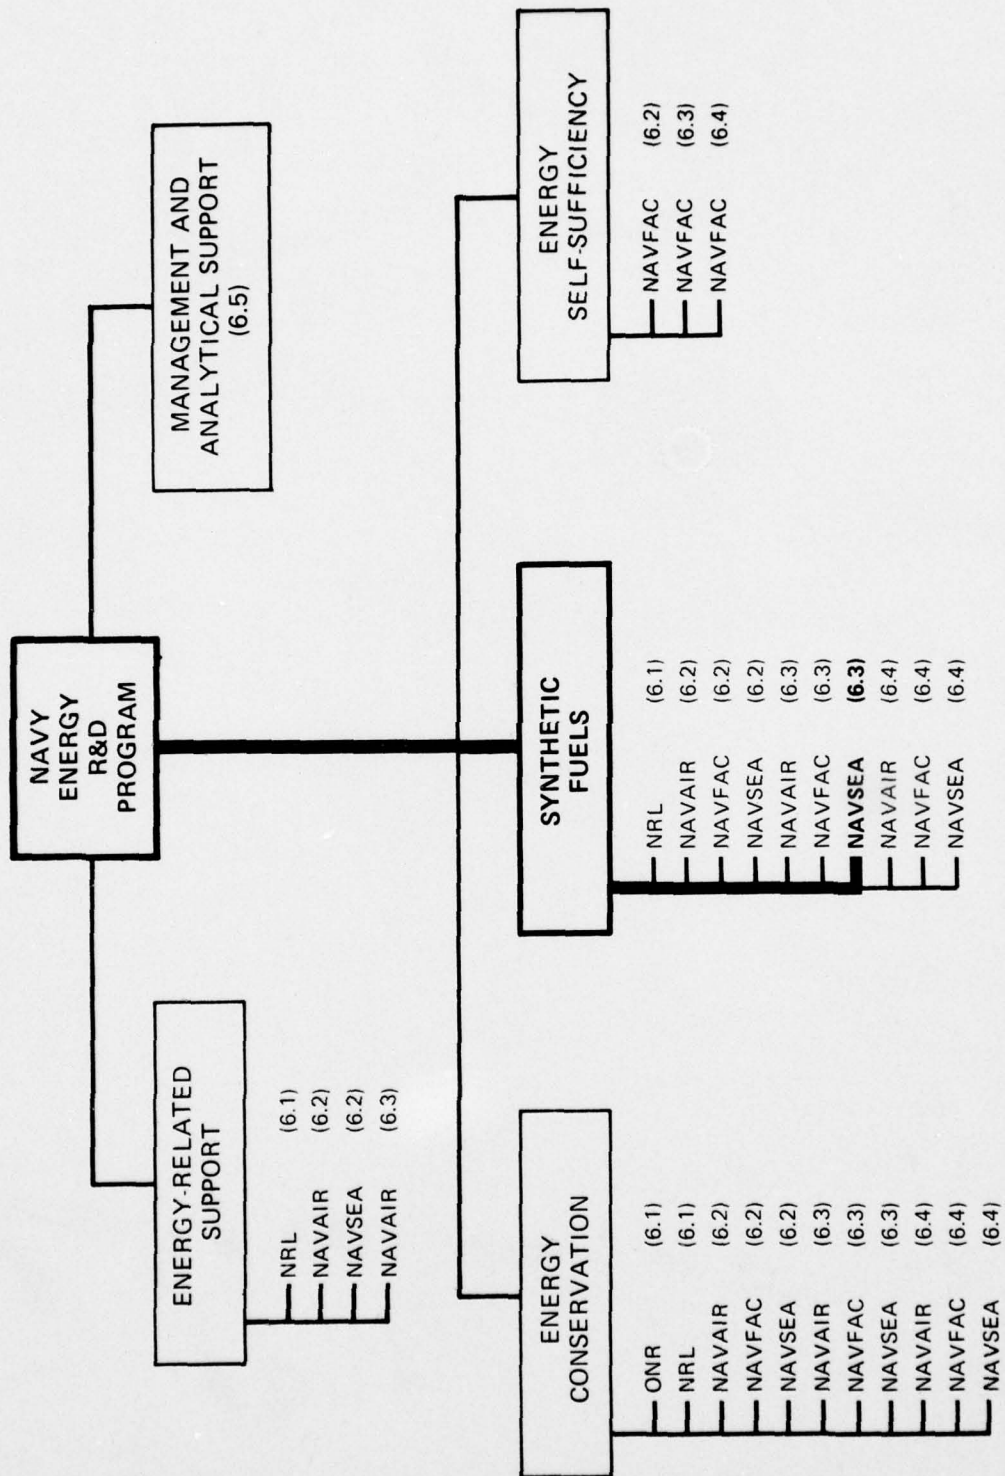 NAVY
ENERGY
R&D
PROGRAM
ENERGY-RELATED
SUPPORT
NRL (6.1)
NAVAIR (6.2)
NAVSEA (6.2)
NAVAIR (6.3)
MANAGEMENT AND
ANALYTICAL SUPPORT
(6.5)
ENERGY
CONSERVATION
ONR (6.1)
NRL (6.1)
NAVAIR (6.2)
NAVFAC (6.2)
NAVSEA (6.2)
NAVAIR (6.3)
NAVFAC (6.3)
NAVSEA (6.3)
NAVAIR (6.4)
NAVFAC (6.4)
NAVSEA (6.4)
SYNTHETIC
FUELS
NRL (6.1)
NAVAIR (6.2)
NAVFAC (6.2)
NAVSEA (6.2)
NAVAIR (6.3)
NAVFAC (6.3)
NAVSEA (6.3)
NAVAIR (6.4)
NAVFAC (6.4)
NAVSEA (6.4)
ENERGY
SELF-SUFFICIENCY
NAVFAC (6.2)
NAVFAC (6.3)
NAVFAC (6.4)